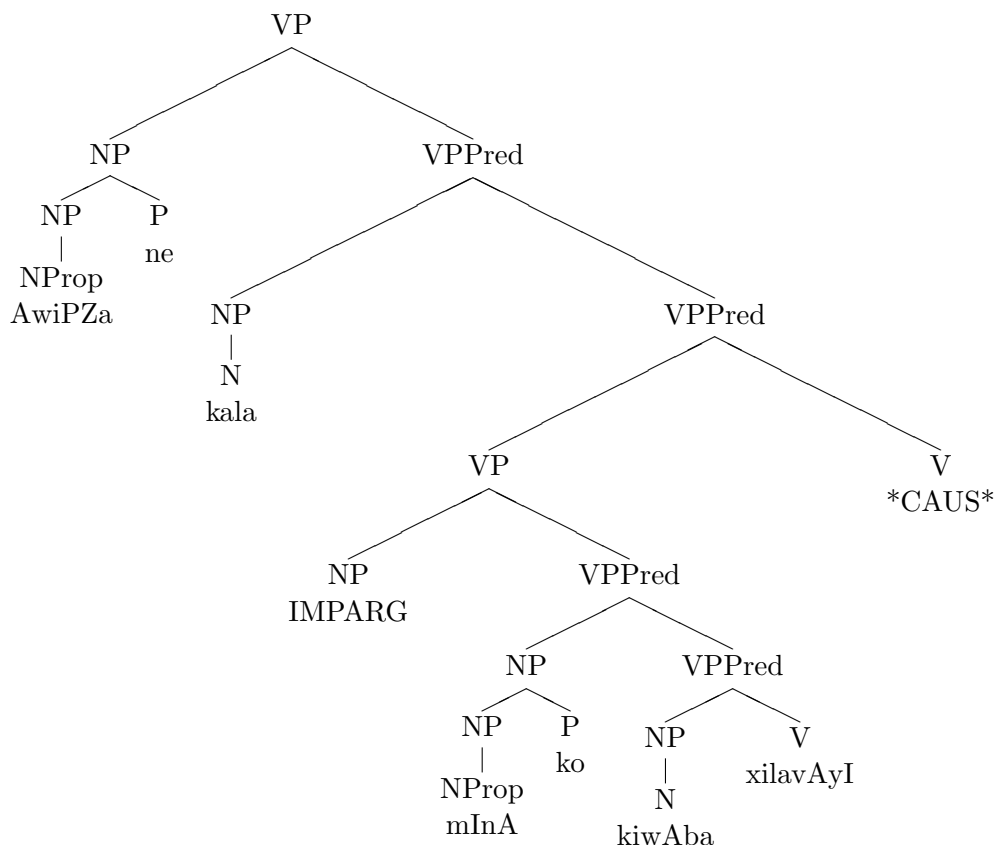 VP
NP VPPred
NP P
ne
NProp
AwiPZa
NP VPPred
N
kala
VP V
*CAUS*
NP VPPred
IMPARG
NP VPPred
NP P
ko
NP V
xilavAyI
NProp
mInA
N
kiwAba